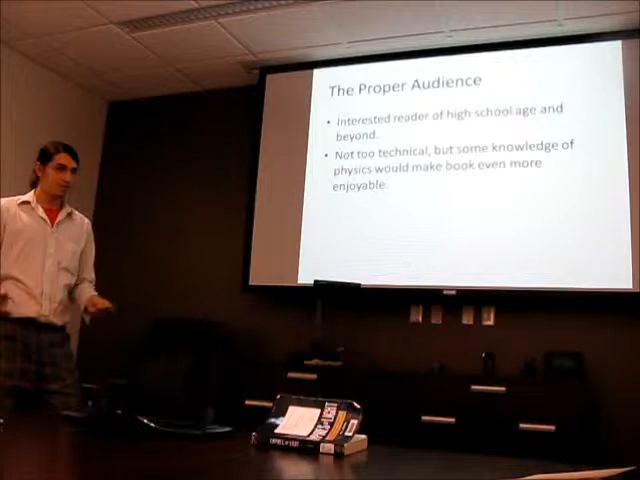 The Proper Audience
• Interested reader of high school age and
beyond.
• Not too technical, but some knowledge of
physics would make book even more
enjoyable.